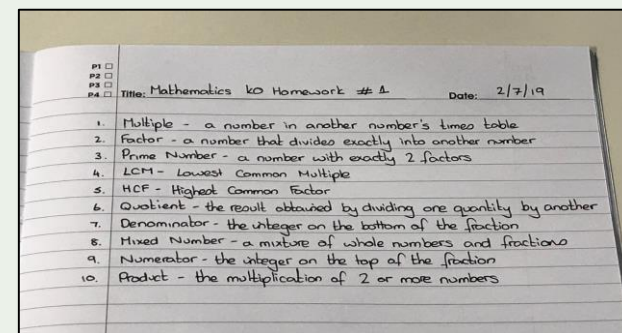 P1 □
P2 □
P3 □
P4 □ Title: Mathematics KO Homework # 1 Date: 2/7/19
1. Multiple - a number in another number's times table
2. Factor - a number that divides exactly into another number
3. Prime Number - a number with exactly 2 factors
4. LCM - Lowest Common Multiple
5. HCF - Highest Common Factor
6. Quotient - the result obtained by dividing one quantity by another
7. Denominator - the integer on the bottom of the fraction
8. Mixed Number - a mixture of whole numbers and fractions
9. Numerator - the integer on the top of the fraction
10. Product - the multiplication of 2 or more numbers